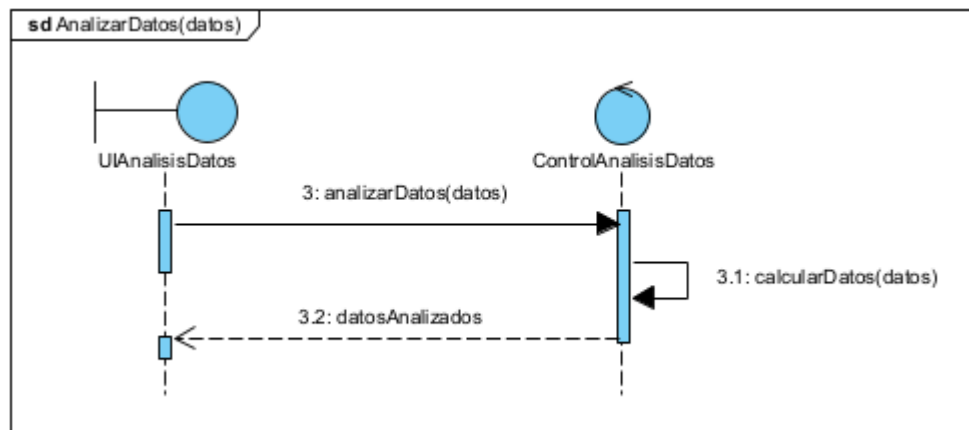 sd AnalizarDatos(datos)
UIAnalisisDatos
ControlAnalisisDatos
3: analizarDatos(datos)
3.1: calcularDatos(datos)
3.2: datosAnalizados